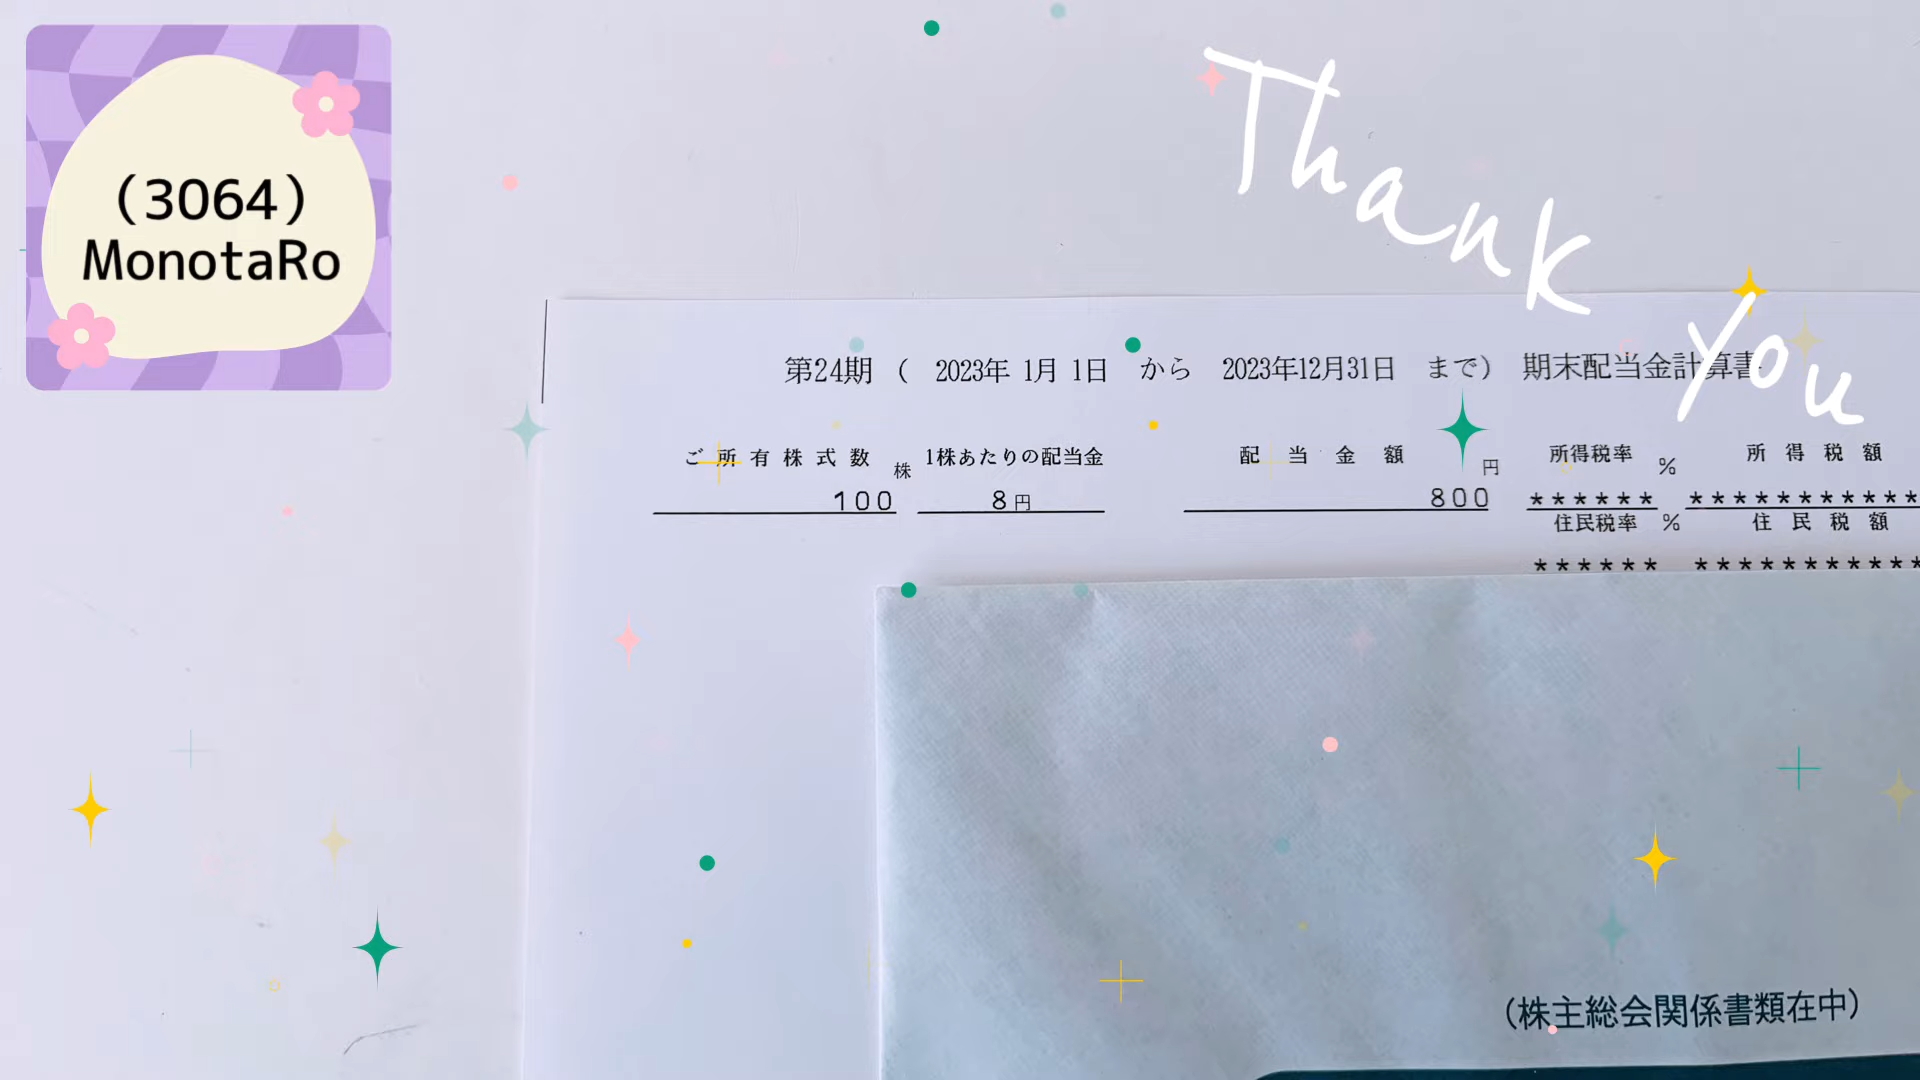 (3064)
MonotaRo
Thank you
第24期 ( 2023年 1月 1日 から 2023年12月31日 まで) 期末配当金計算書
ご所有株式数 株 1株あたりの配当金 配当金額 円 所得税率 % 所得税額
100 8円 800 ****** ***********
住民税率 % 住民税額
****** ***********
(株主総会関係書類在中)